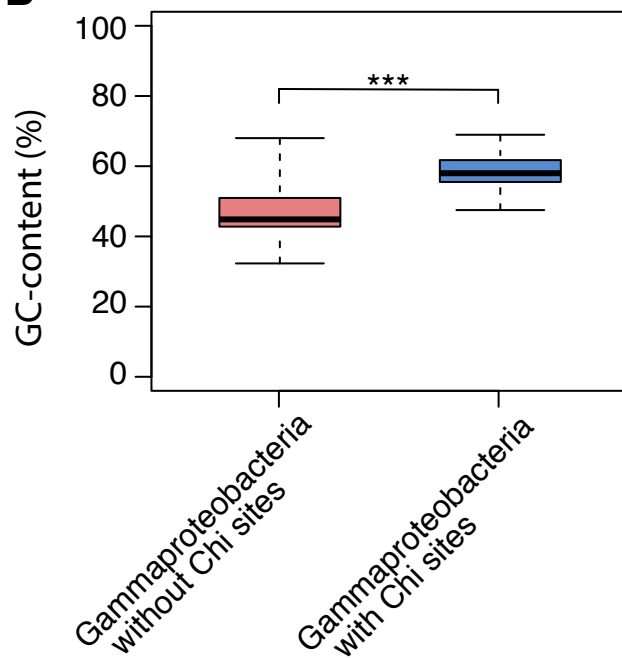 B
100
80
60
40
20
0
GC-content (%)
***
Gammaproteobacteria
without Chi sites
Gammaproteobacteria
with Chi sites